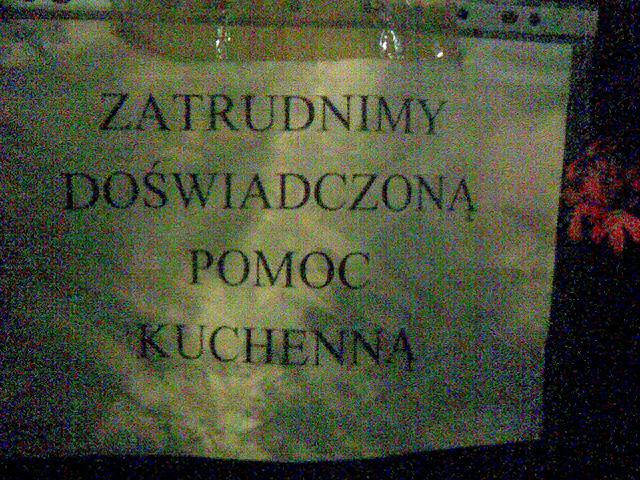 ZATRUDNIMY
DOŚWIADCZONĄ
POMOC
KUCHENNĄ